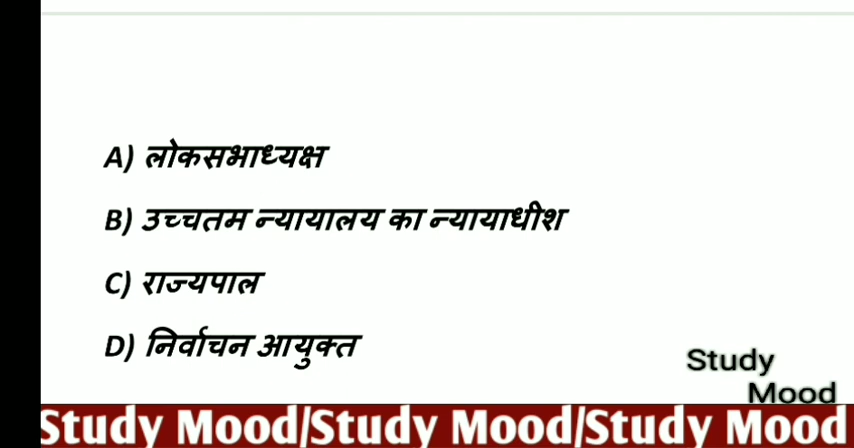 A) लोकसभाध्यक्ष
B) उच्चतम न्यायालय का न्यायाधीश
C) राज्यपाल
D) निर्वाचन आयुक्त
Study
Mood
Study Mood/Study Mood/Study Mood